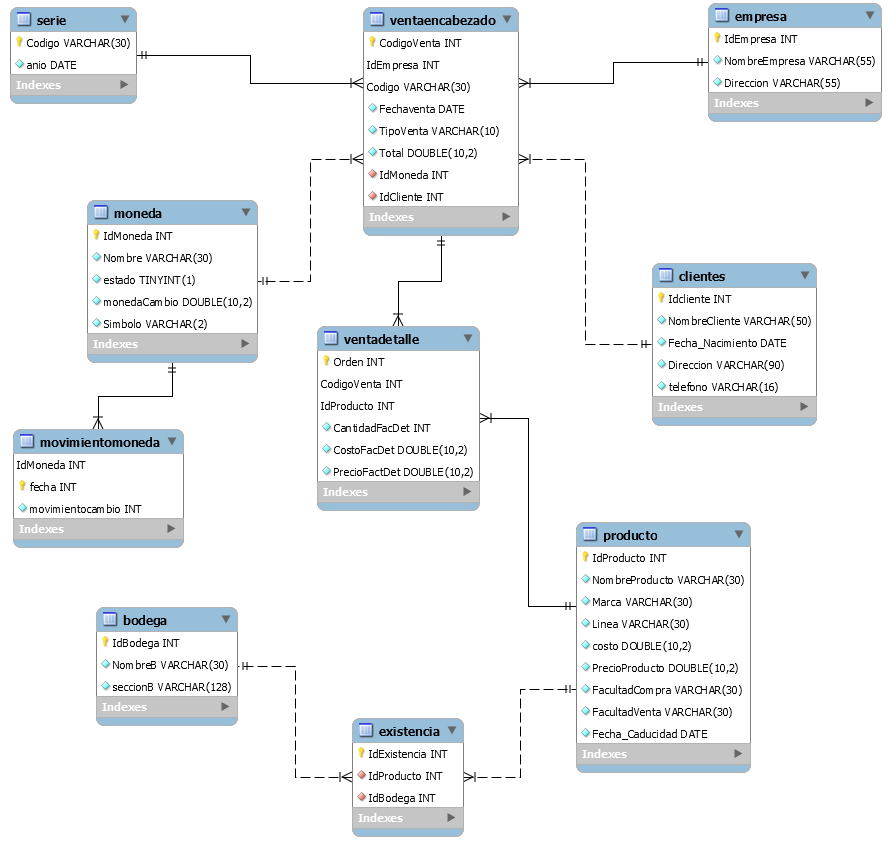 serie
Codigo VARCHAR(30)
anio DATE
Indexes
ventaencabezado
CodigoVenta INT
IdEmpresa INT
Codigo VARCHAR(30)
Fechaventa DATE
TipoVenta VARCHAR(10)
Total DOUBLE(10,2)
IdMoneda INT
IdCliente INT
Indexes
empresa
IdEmpresa INT
NombreEmpresa VARCHAR(55)
Direccion VARCHAR(55)
Indexes
moneda
IdMoneda INT
Nombre VARCHAR(30)
estado TINYINT(1)
monedaCambio DOUBLE(10,2)
Simbolo VARCHAR(2)
Indexes
clientes
Idcliente INT
NombreCliente VARCHAR(50)
Fecha_Nacimiento DATE
Direccion VARCHAR(90)
telefono VARCHAR(16)
Indexes
ventadetalle
Orden INT
CodigoVenta INT
IdProducto INT
CantidadFacDet INT
CostoFacDet DOUBLE(10,2)
PrecioFactDet DOUBLE(10,2)
Indexes
movimientomoneda
IdMoneda INT
fecha INT
movimientocambio INT
Indexes
producto
IdProducto INT
NombreProducto VARCHAR(30)
Marca VARCHAR(30)
Linea VARCHAR(30)
costo DOUBLE(10,2)
PrecioProducto DOUBLE(10,2)
FacultadCompra VARCHAR(30)
FacultadVenta VARCHAR(30)
Fecha_Caducidad DATE
Indexes
bodega
IdBodega INT
NombreB VARCHAR(30)
seccionB VARCHAR(128)
Indexes
existencia
IdExistencia INT
IdProducto INT
IdBodega INT
Indexes